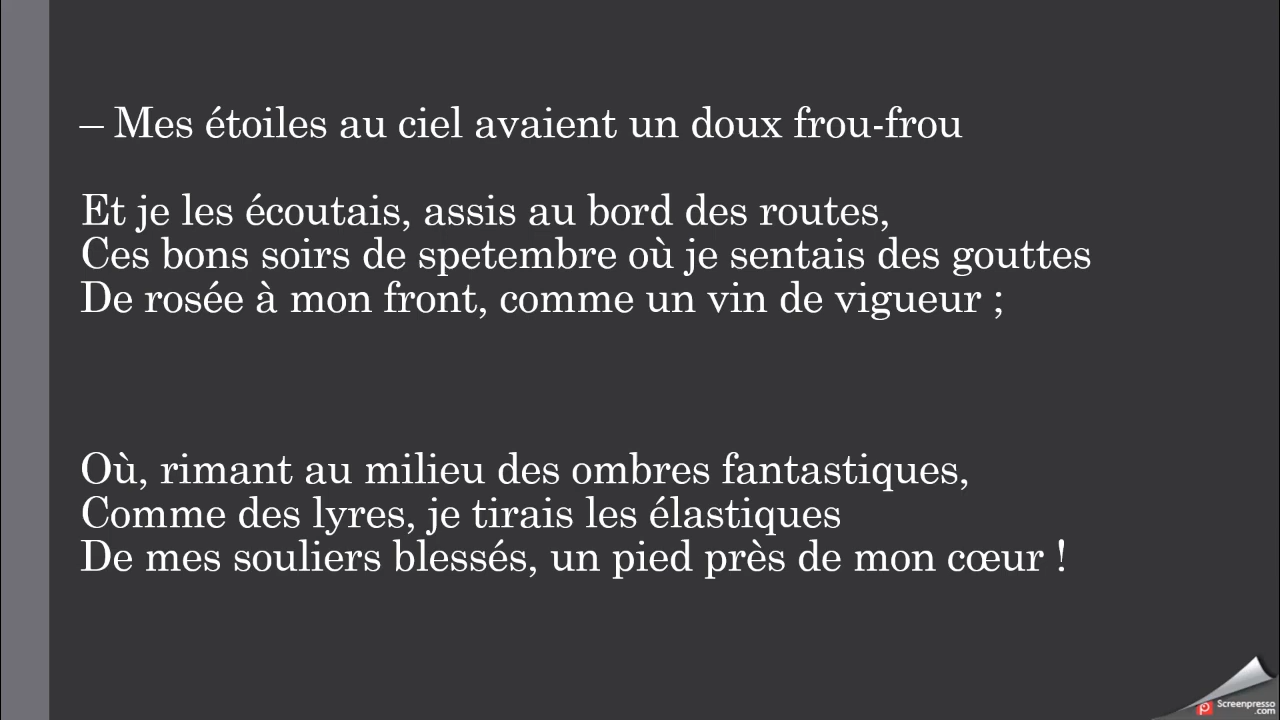 – Mes étoiles au ciel avaient un doux frou-frou
Et je les écoutais, assis au bord des routes,
Ces bons soirs de spetembre où je sentais des gouttes
De rosée à mon front, comme un vin de vigueur ;
Où, rimant au milieu des ombres fantastiques,
Comme des lyres, je tirais les élastiques
De mes souliers blessés, un pied près de mon cœur !
Screenpresso
.com